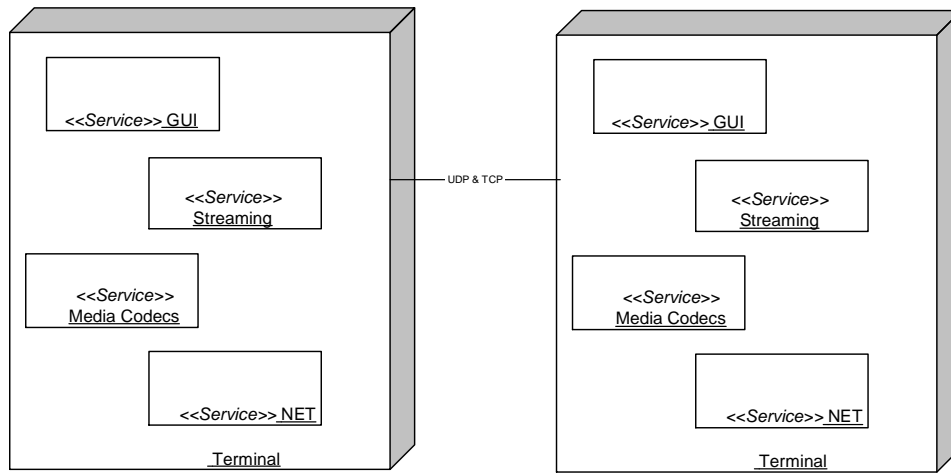 <<Service>> GUI
<<Service>>
Streaming
<<Service>>
Media Codecs
<<Service>> NET
Terminal
UDP & TCP
<<Service>> GUI
<<Service>>
Streaming
<<Service>>
Media Codecs
<<Service>> NET
Terminal